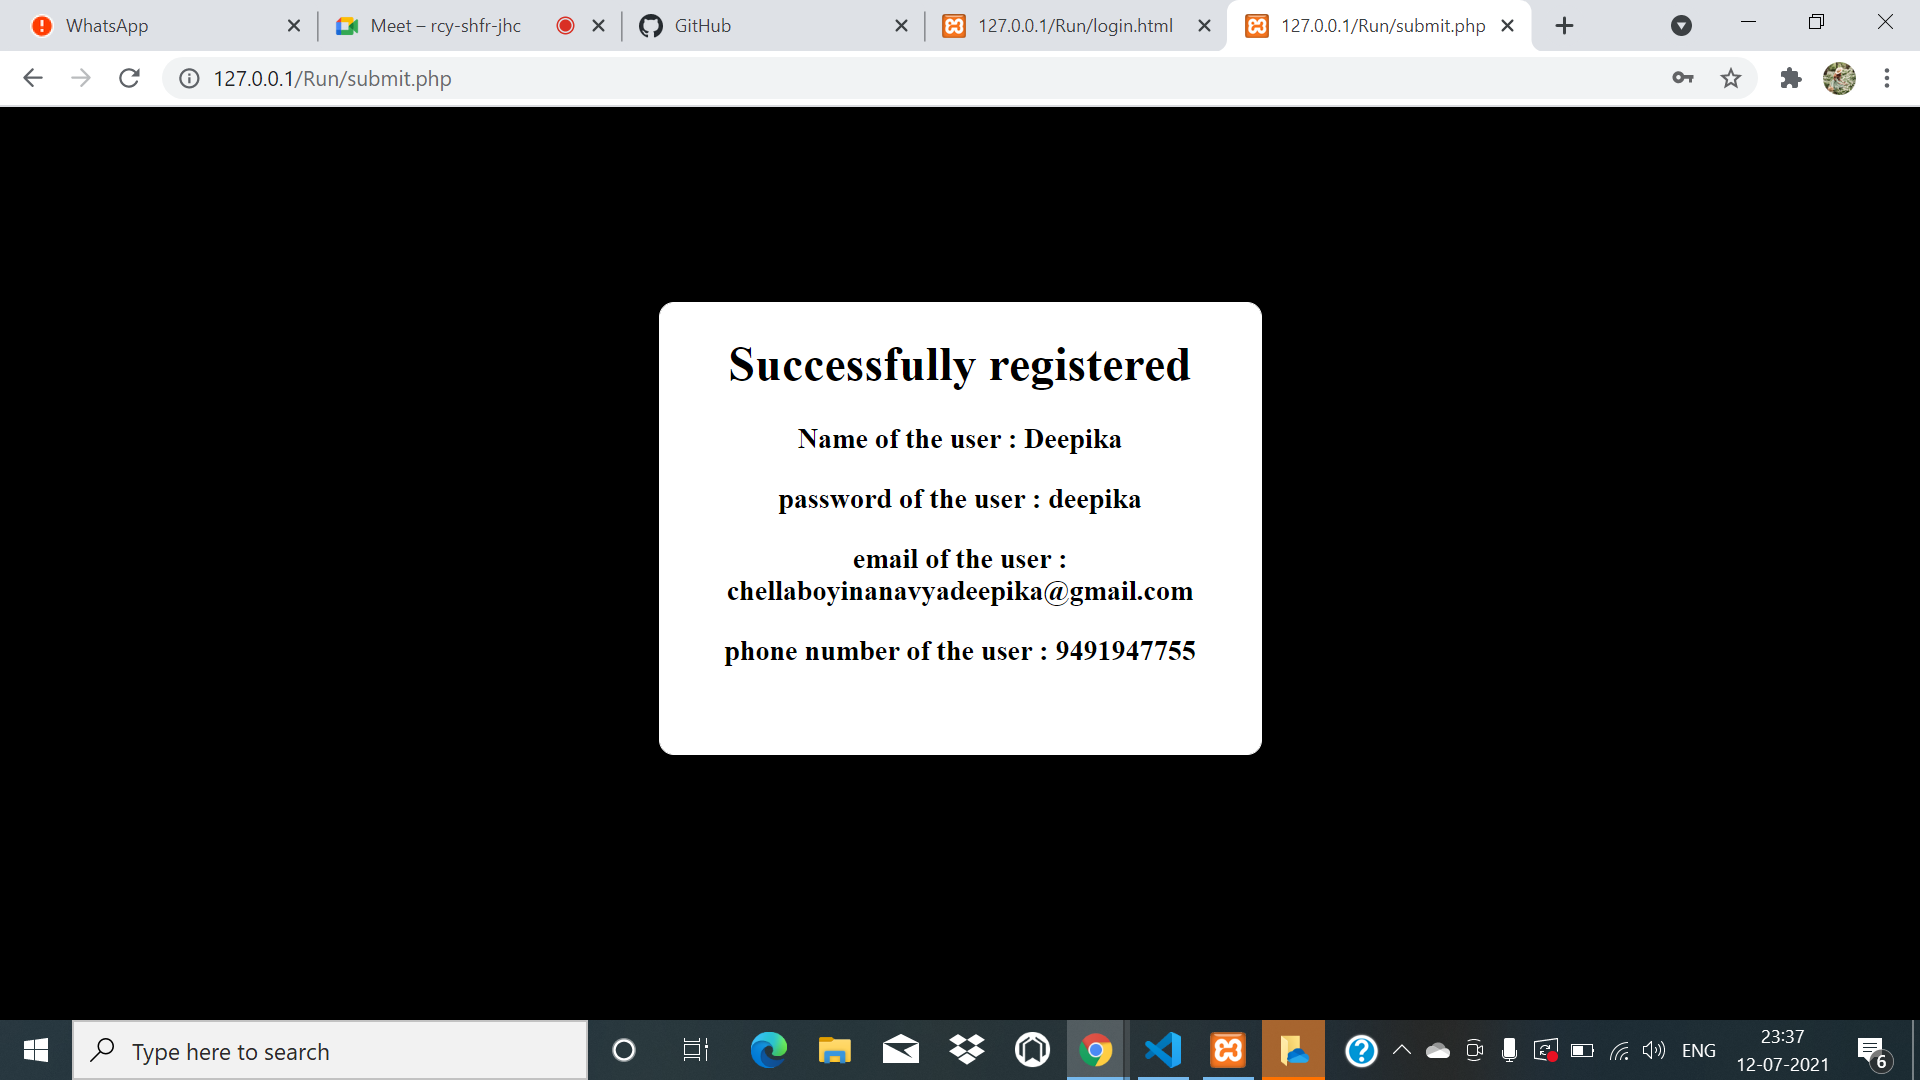 WhatsApp
Meet – rcy-shfr-jhc
GitHub
127.0.0.1/Run/login.html
127.0.0.1/Run/submit.php
127.0.0.1/Run/submit.php
Successfully registered
Name of the user : Deepika
password of the user : deepika
email of the user :
chellaboyinanavyadeepika@gmail.com
phone number of the user : 9491947755
Type here to search
ENG
23:37
12-07-2021
6